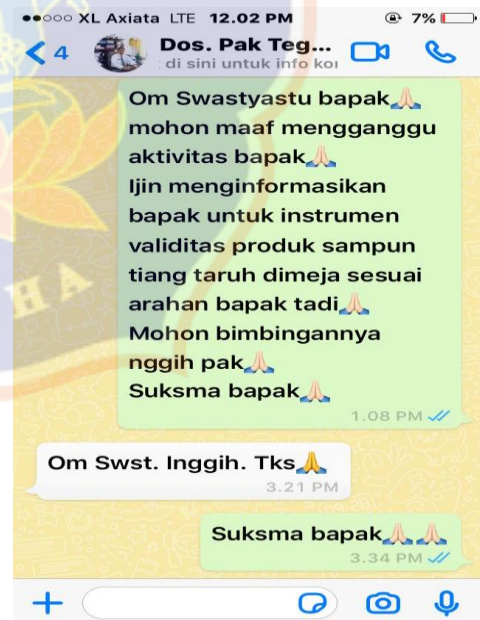 XL Axiata LTE 12.02 PM 7%
4 Dos. Pak Teg...
di sini untuk info
Om Swastyastu bapak🙏🏻
mohon maaf mengganggu
aktivitas bapak🙏🏻
Ijin menginformasikan
bapak untuk instrumen
validitas produk sampun
tiang taruh dimeja sesuai
arahan bapak tadi🙏🏻
Mohon bimbingannya
nggih pak🙏🏻
Suksma bapak🙏🏻
1.08 PM
Om Swst. Inggih. Tks🙏
3.21 PM
Suksma bapak🙏🏻🙏🏻
3.34 PM
HA